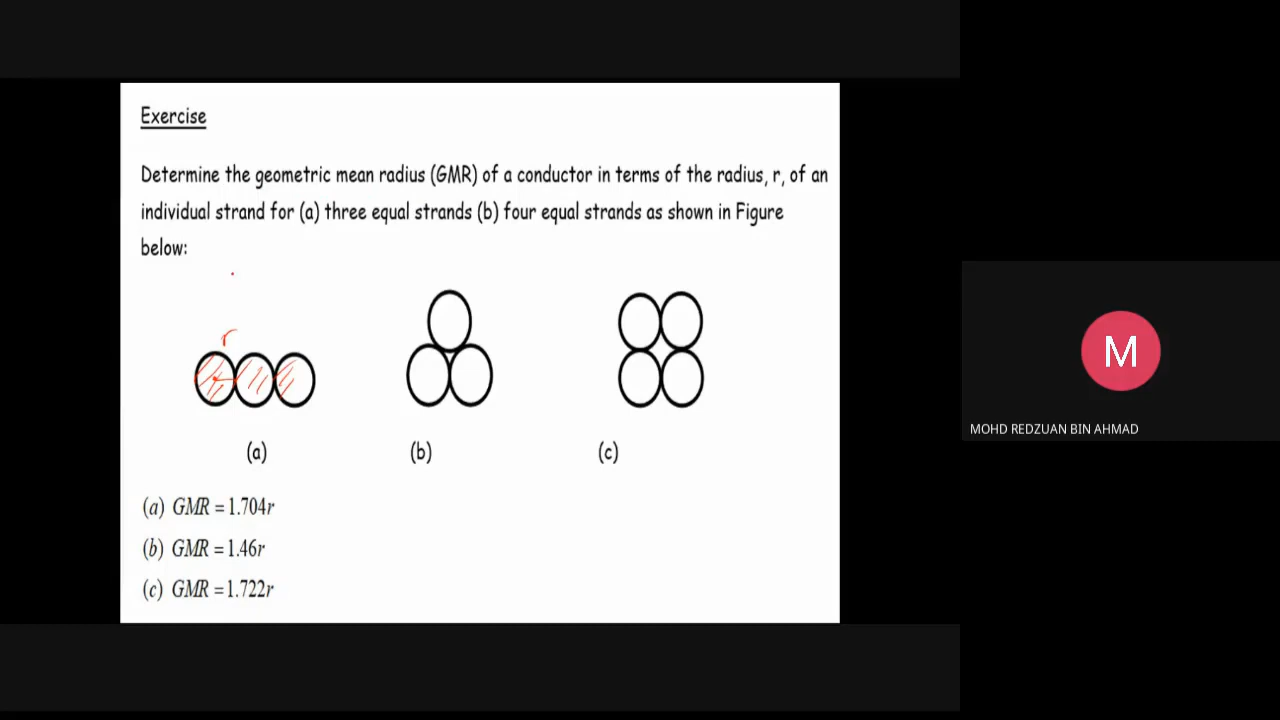 Exercise
Determine the geometric mean radius (GMR) of a conductor in terms of the radius, r, of an
individual strand for (a) three equal strands (b) four equal strands as shown in Figure
below:
r
(a) (b) (c)
(a) GMR = 1.704r
(b) GMR = 1.46r
(c) GMR = 1.722r
M
MOHD REDZUAN BIN AHMAD